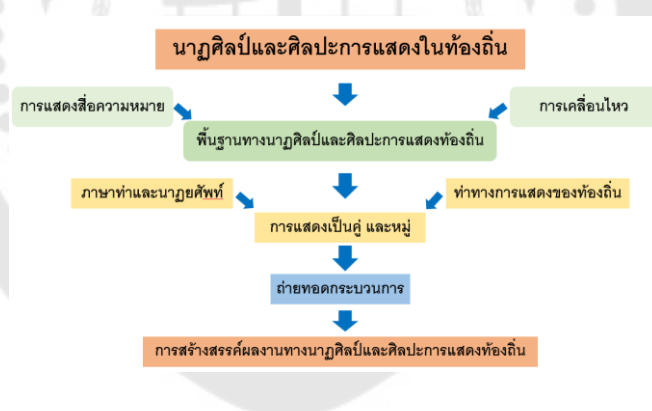 นาฏศิลป์และศิลปะการแสดงในท้องถิ่น
การแสดงสื่อความหมาย
การเคลื่อนไหว
พื้นฐานทางนาฏศิลป์และศิลปะการแสดงท้องถิ่น
ภาษาท่าและนาฏยศัพท์
ท่าทางการแสดงของท้องถิ่น
การแสดงเป็นคู่ และหมู่
ถ่ายทอดกระบวนการ
การสร้างสรรค์ผลงานทางนาฏศิลป์และศิลปะการแสดงท้องถิ่น